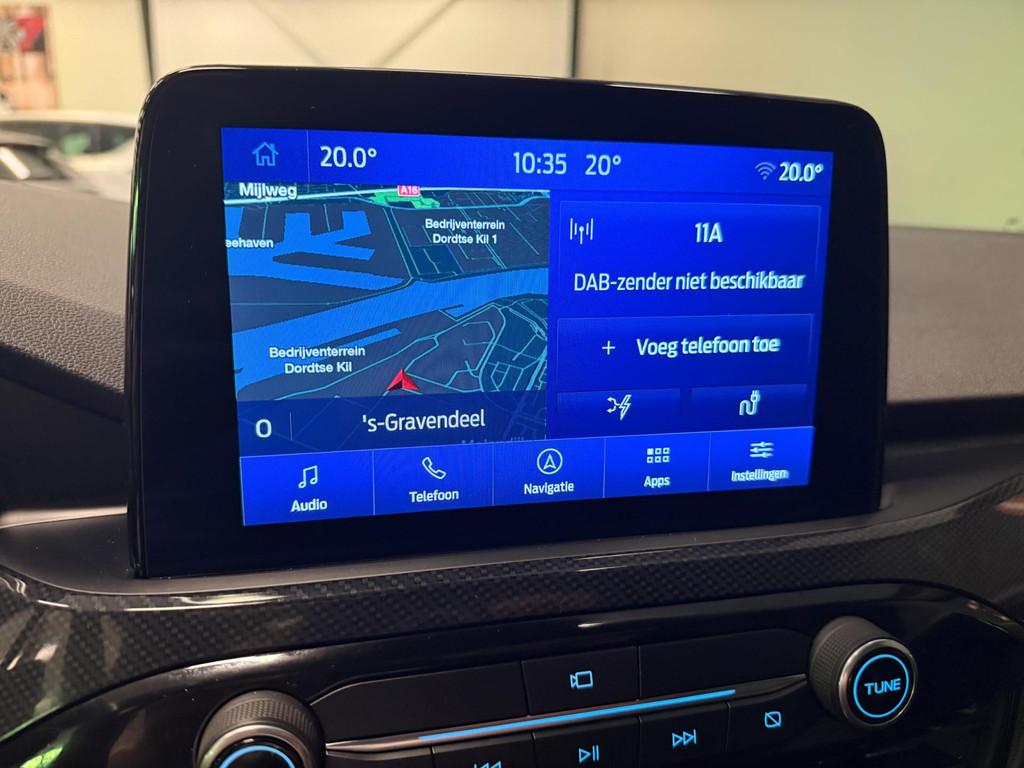 20.0°
10:35
20°
20.0°
Mijlweg
A16
Bedrijventerrein
Dordtse Kil 1
eehaven
Bedrijventerrein
Dordtse Kil
0
's-Gravendeel
11A
DAB-zender niet beschikbaar
+ Voeg telefoon toe
Audio
Telefoon
Navigatie
Apps
Instellingen
TUNE